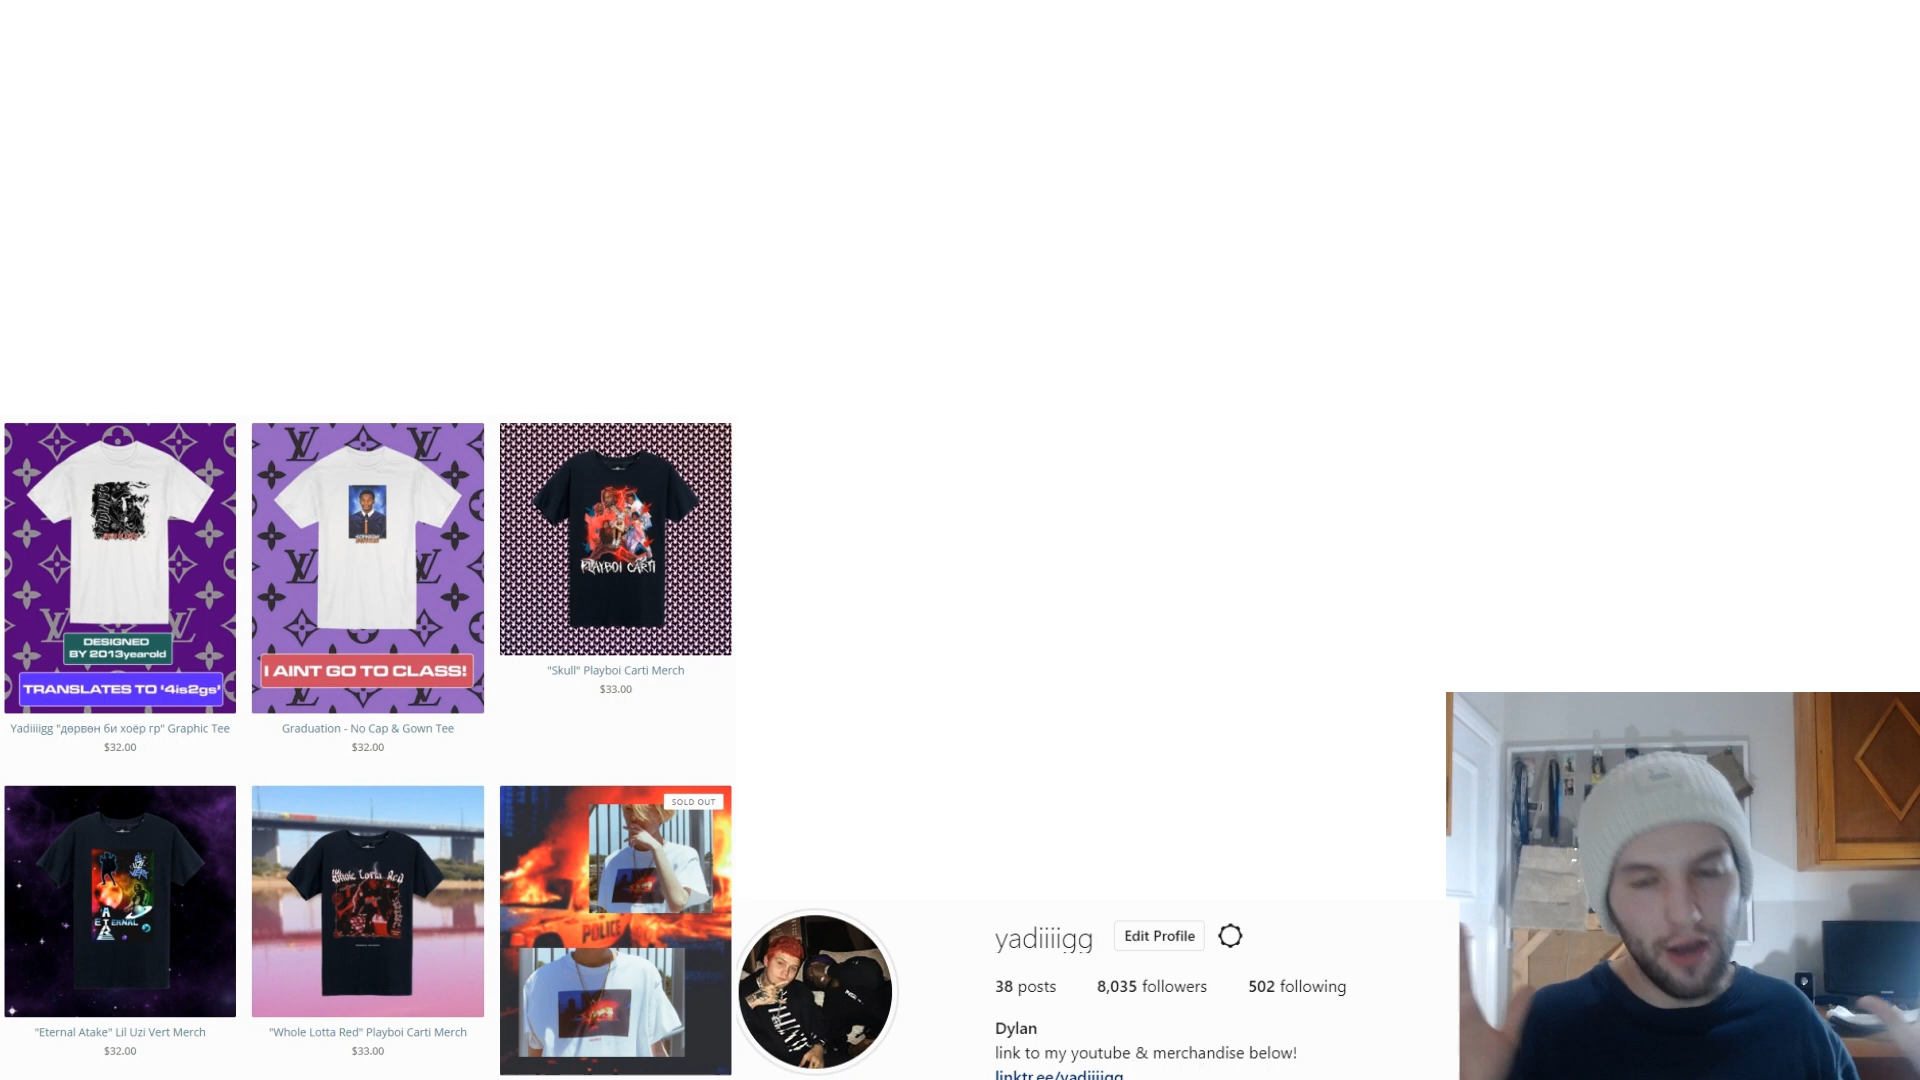 DESIGNED
BY 2013yearold
TRANSLATES TO '4is2gs'
Yadiiiigg "дөрвөн би хоёр гр" Graphic Tee
$32.00
I AINT GO TO CLASS!
Graduation - No Cap & Gown Tee
$32.00
PLAYBOI CARTI
"Skull" Playboi Carti Merch
$33.00
ETERNAL
"Eternal Atake" Lil Uzi Vert Merch
$32.00
Whole Lotta Red
"Whole Lotta Red" Playboi Carti Merch
$33.00
SOLD OUT
POLICE
yadiiiigg
Edit Profile
38 posts 8,035 followers 502 following
Dylan
link to my youtube & merchandise below!
linktr.ee/yadiiiigg